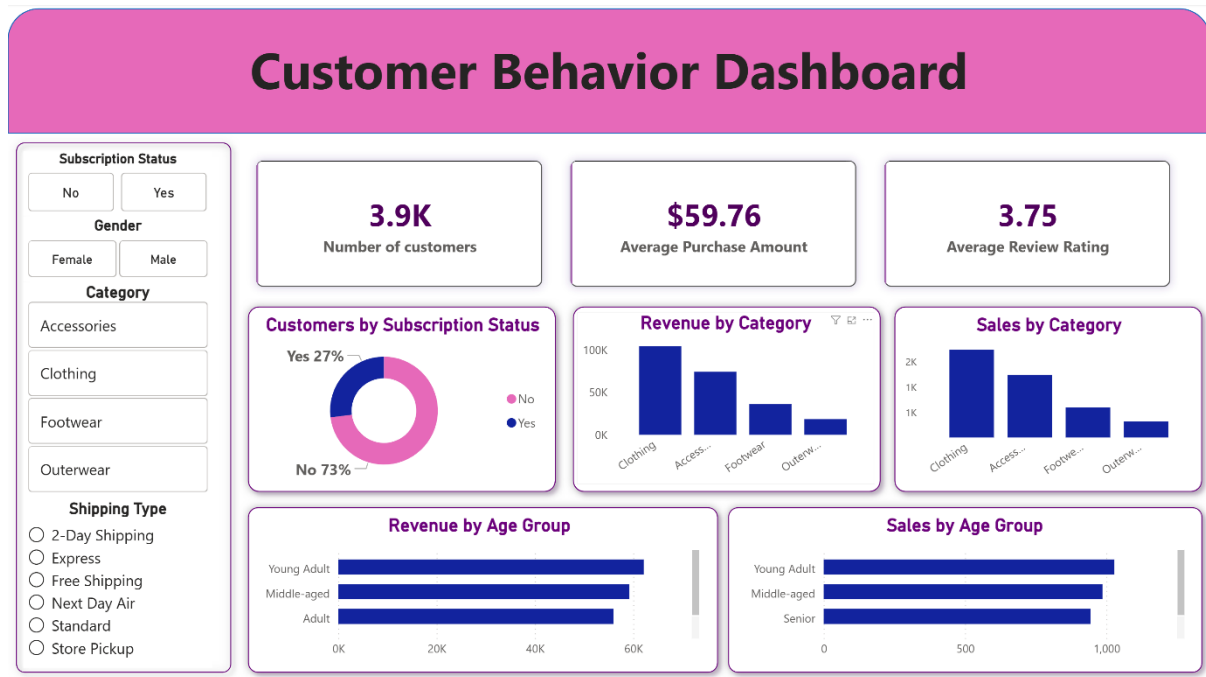 Customer Behavior Dashboard
Subscription Status
No Yes
Gender
Female Male
Category
Accessories
Clothing
Footwear
Outerwear
Shipping Type
2-Day Shipping
Express
Free Shipping
Next Day Air
Standard
Store Pickup
3.9K
Number of customers
$59.76
Average Purchase Amount
3.75
Average Review Rating
Customers by Subscription Status
Yes 27%
No 73%
No
Yes
Revenue by Category
100K
50K
0K
Clothing
Access...
Footwear
Outerw...
Sales by Category
2K
1K
1K
Clothing
Access...
Footwe...
Outerw...
Revenue by Age Group
Young Adult
Middle-aged
Adult
0K 20K 40K 60K
Sales by Age Group
Young Adult
Middle-aged
Senior
0 500 1,000